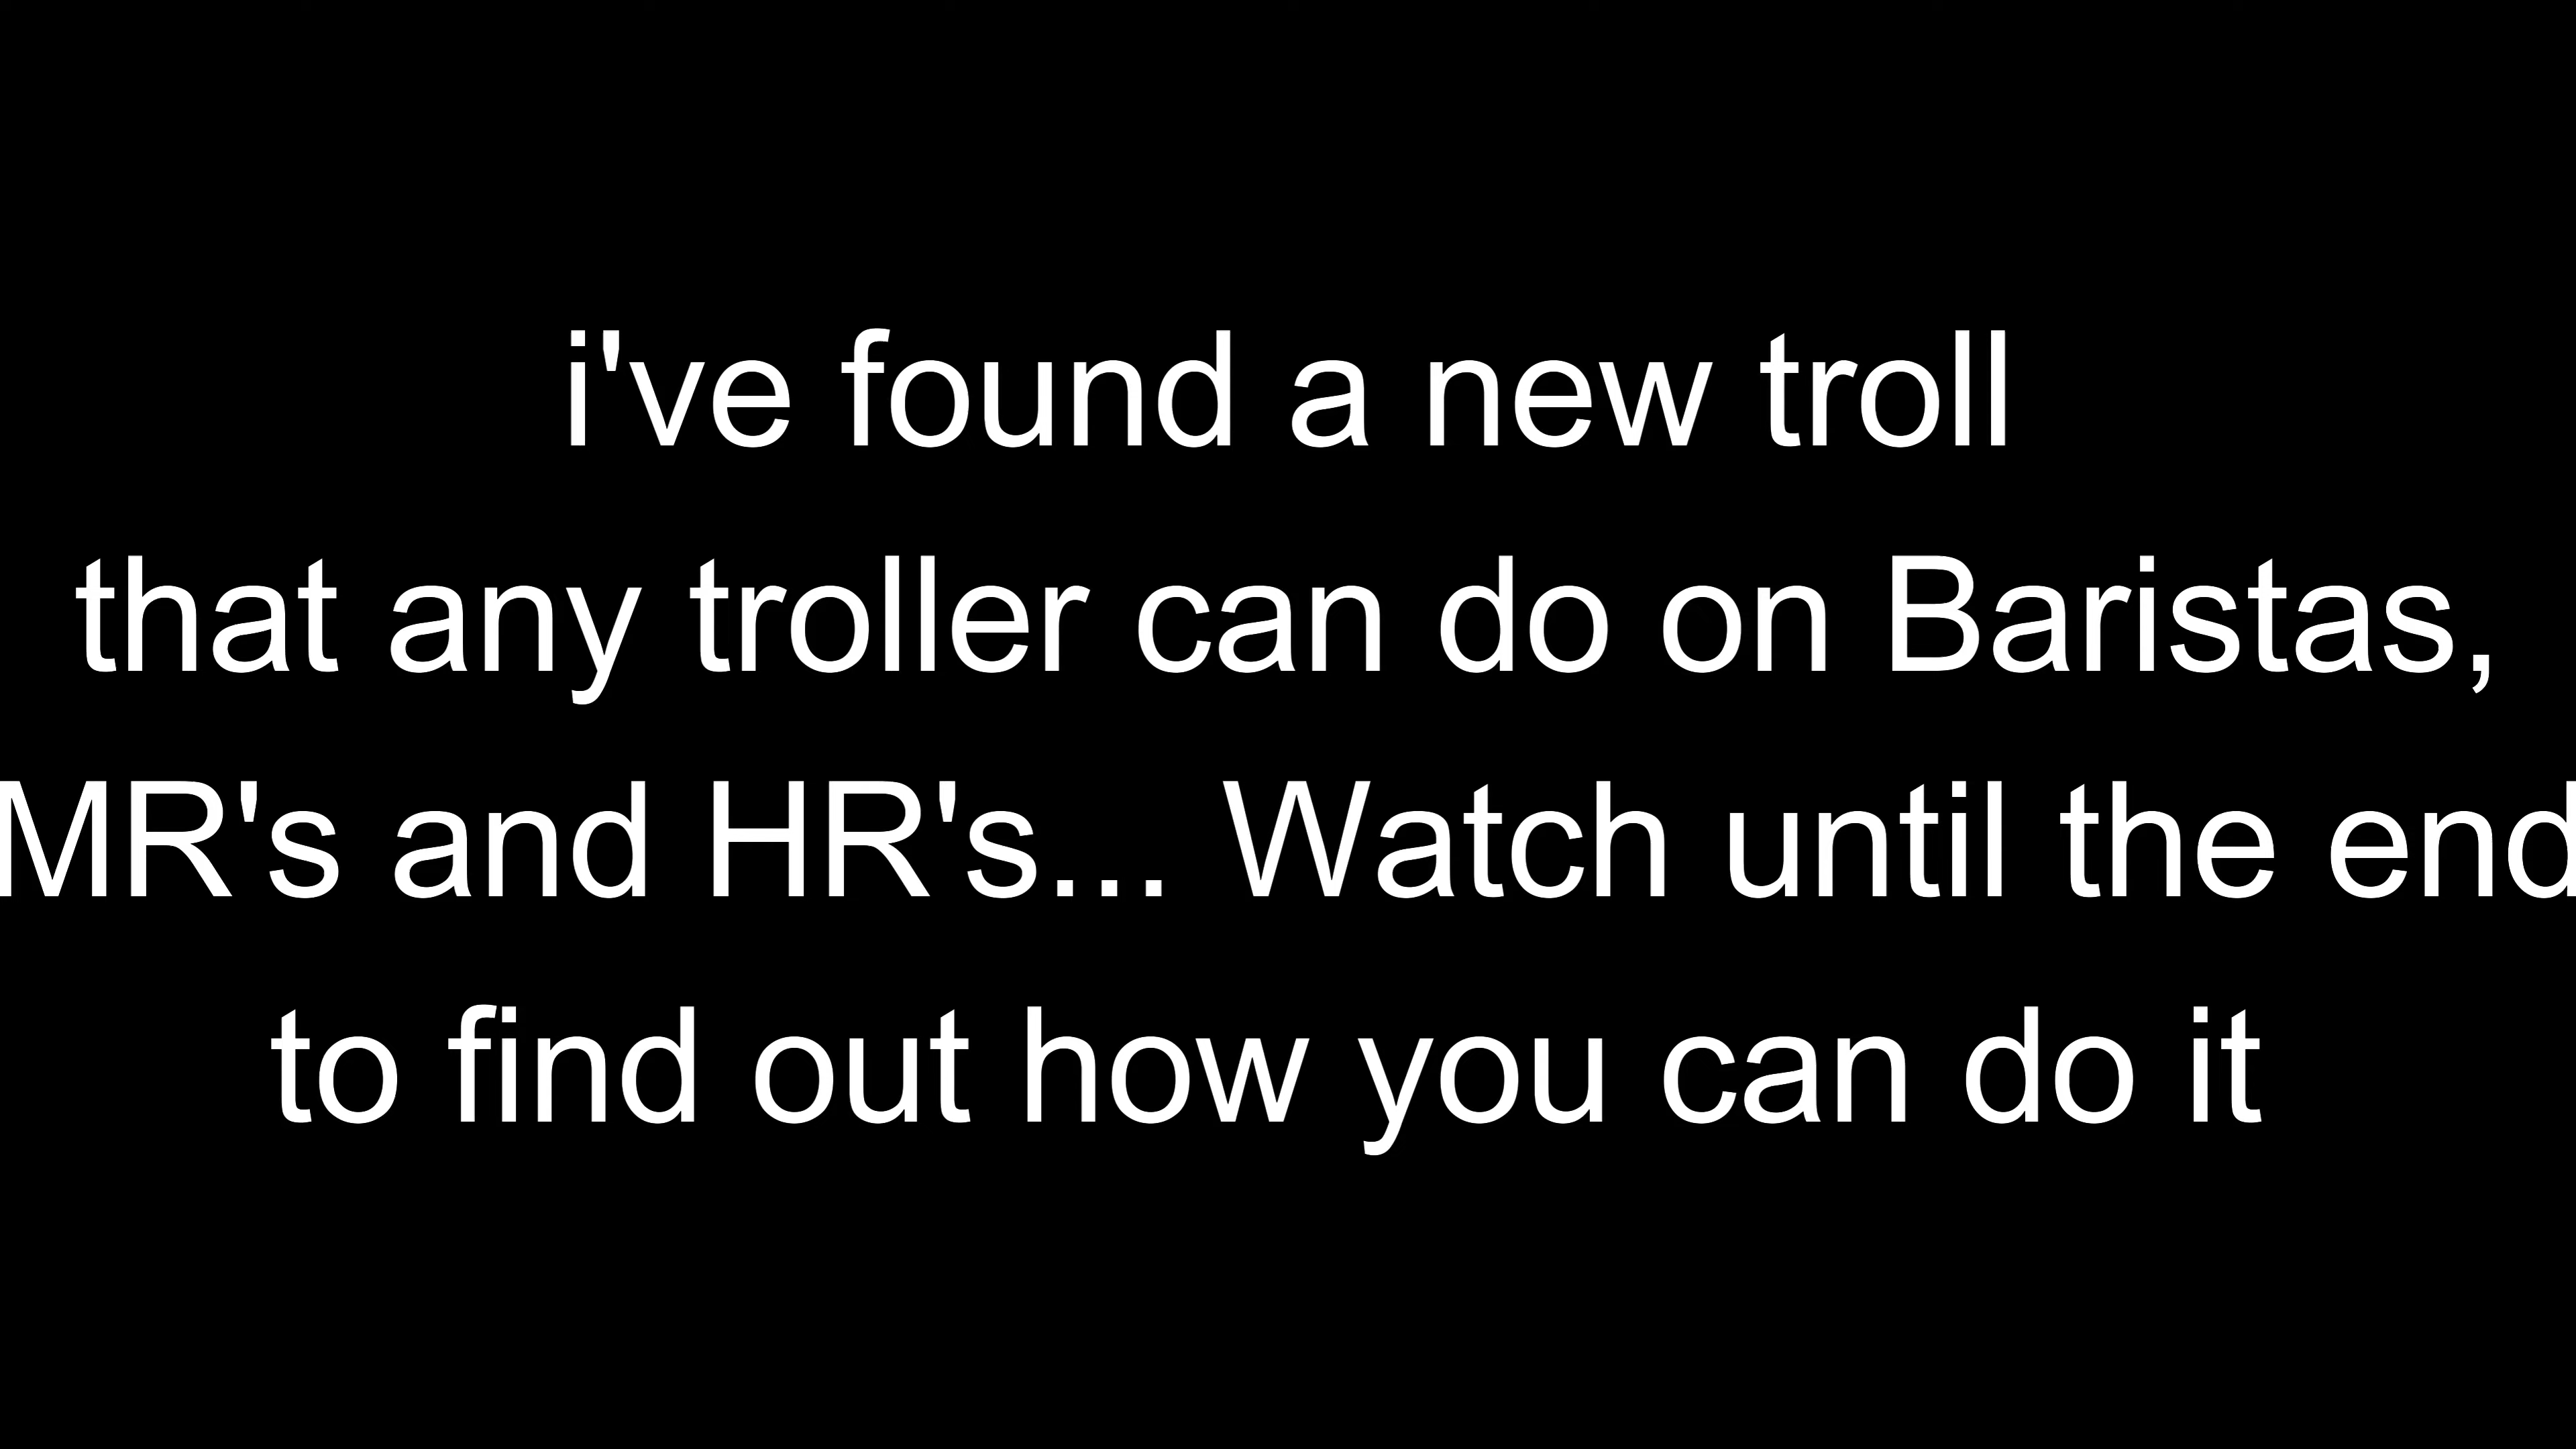 i've found a new troll
that any troller can do on Baristas,
MR's and HR's... Watch until the end
to find out how you can do it